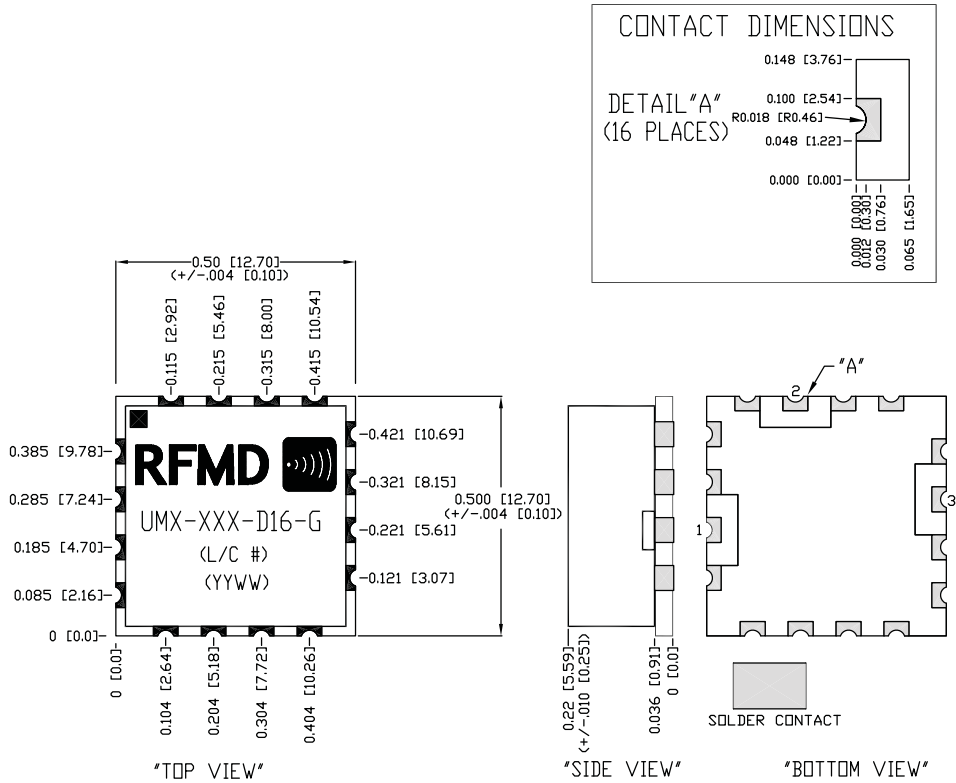 CONTACT DIMENSIONS
DETAIL"A"
(16 PLACES)
0.148 [3.76]
0.100 [2.54]
R0.018 [R0.46]
0.048 [1.22]
0.000 [0.00]
0.000 [0.00]
0.012 [0.30]
0.030 [0.76]
0.065 [1.65]
0.50 [12.70]
(+/-.004 [0.10])
0.115 [2.92]
0.215 [5.46]
0.315 [8.00]
0.415 [10.54]
0.385 [9.78]
0.285 [7.24]
0.185 [4.70]
0.085 [2.16]
0 [0.0]
RFMD
UMX-XXX-D16-G
(L/C #)
(YYWW)
0.421 [10.69]
0.321 [8.15]
0.221 [5.61]
0.121 [3.07]
0.500 [12.70]
(+/-.004 [0.10])
0 [0.0]
0.104 [2.64]
0.204 [5.18]
0.304 [7.72]
0.404 [10.26]
"TOP VIEW"
0.22 [5.59]
(+/-.010 [0.25])
0.036 [0.91]
0 [0.0]
"SIDE VIEW"
"A"
2
1
3
SOLDER CONTACT
"BOTTOM VIEW"